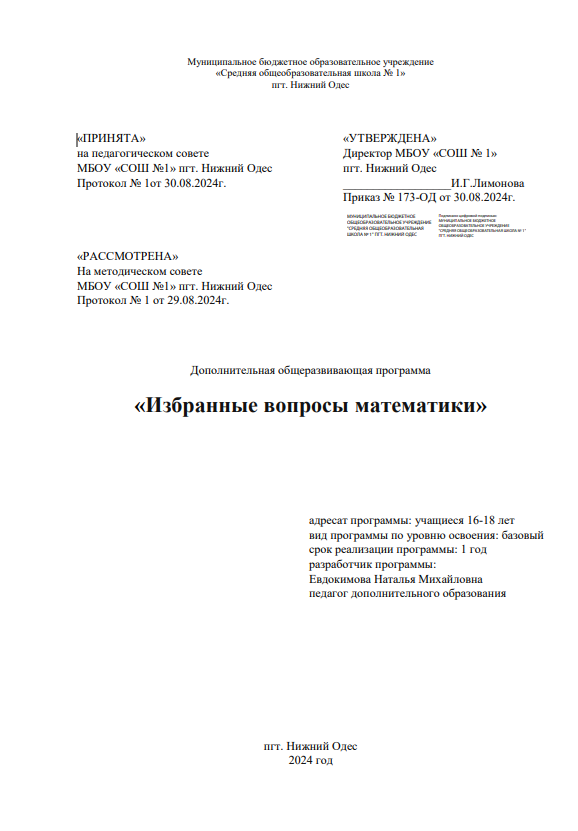 Муниципальное бюджетное образовательное учреждение
«Средняя общеобразовательная школа № 1»
пгт. Нижний Одес
«ПРИНЯТА»
на педагогическом совете
МБОУ «СОШ №1» пгт. Нижний Одес
Протокол № 1от 30.08.2024г.
«УТВЕРЖДЕНА»
Директор МБОУ «СОШ № 1»
пгт. Нижний Одес
__________________И.Г.Лимонова
Приказ № 173-ОД от 30.08.2024г.
МУНИЦИПАЛЬНОЕ БЮДЖЕТНОЕ
ОБЩЕОБРАЗОВАТЕЛЬНОЕ УЧРЕЖДЕНИЕ
"СРЕДНЯЯ ОБЩЕОБРАЗОВАТЕЛЬНАЯ
ШКОЛА № 1" ПГТ. НИЖНИЙ ОДЕС
Подписано цифровой подписью:
МУНИЦИПАЛЬНОЕ БЮДЖЕТНОЕ
ОБЩЕОБРАЗОВАТЕЛЬНОЕ УЧРЕЖДЕНИЕ
"СРЕДНЯЯ ОБЩЕОБРАЗОВАТЕЛЬНАЯ ШКОЛА № 1"
ПГТ. НИЖНИЙ ОДЕС
«РАССМОТРЕНА»
На методическом совете
МБОУ «СОШ №1» пгт. Нижний Одес
Протокол № 1 от 29.08.2024г.
Дополнительная общеразвивающая программа
«Избранные вопросы математики»
адресат программы: учащиеся 16-18 лет
вид программы по уровню освоения: базовый
срок реализации программы: 1 год
разработчик программы:
Евдокимова Наталья Михайловна
педагог дополнительного образования
пгт. Нижний Одес
2024 год